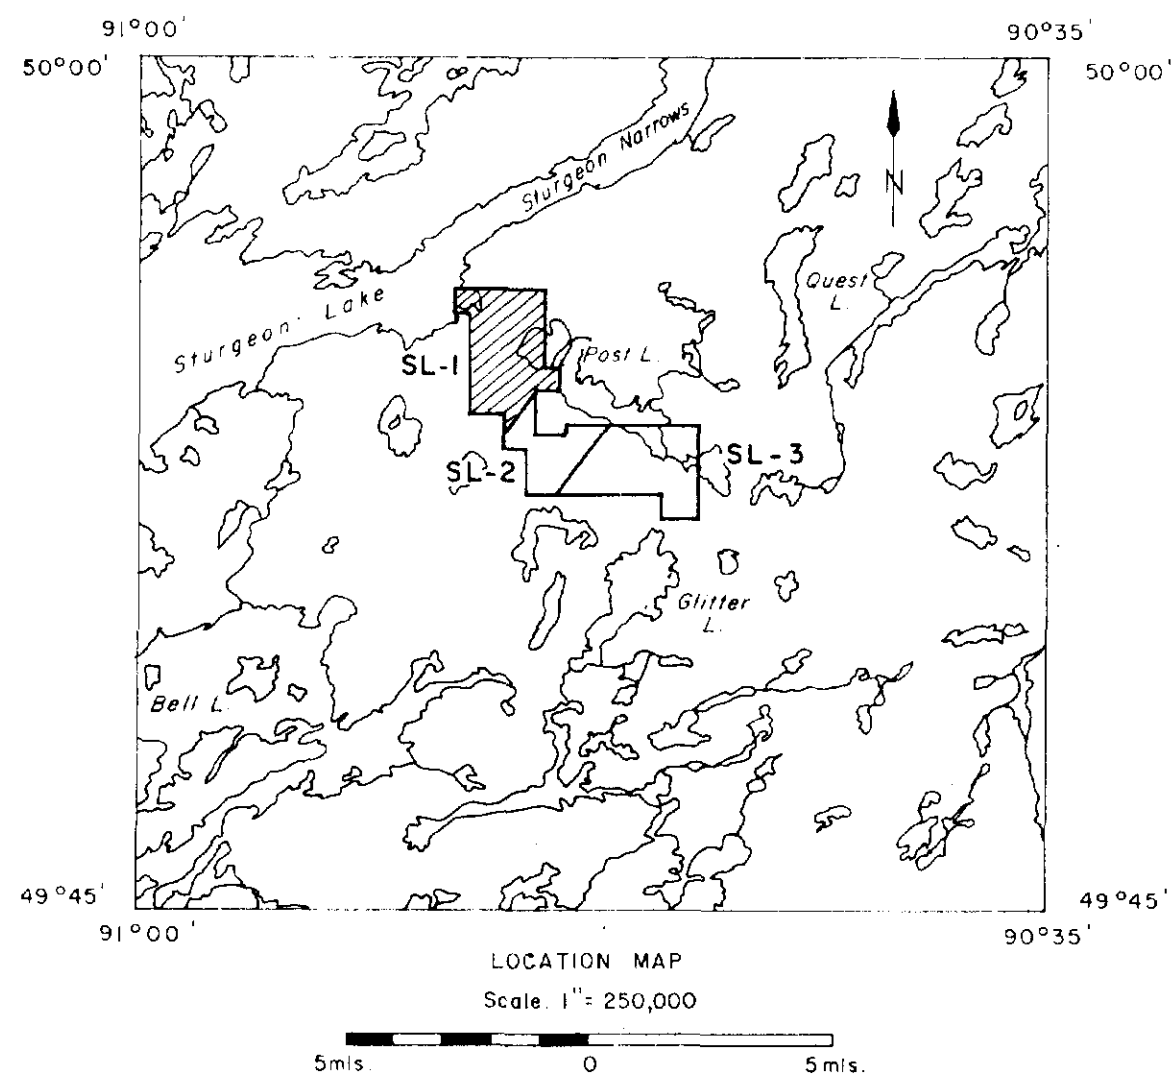 91°00'
90°35'
50°00'
50°00'
Sturgeon Narrows
N
Quest
L.
Sturgeon Lake
Post L.
SL-1
SL-2
SL-3
Glitter
L.
Bell L.
49°45'
49°45'
91°00'
90°35'
LOCATION MAP
Scale. 1"= 250,000
5mls. 0 5mls.